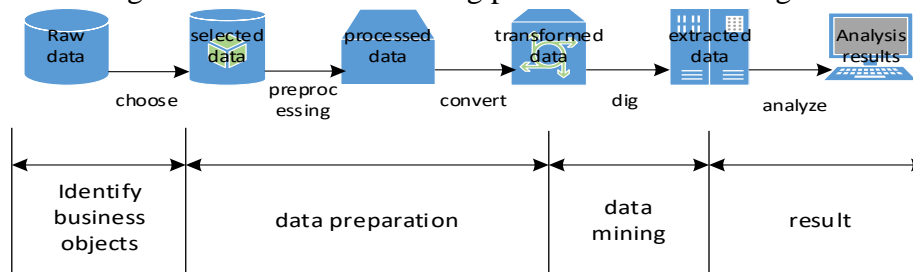 Raw
data
selected
data
processed
data
transformed
data
extracted
data
Analysis
results
choose
preproc
essing
convert
dig
analyze
Identify
business
objects
data preparation
data
mining
result